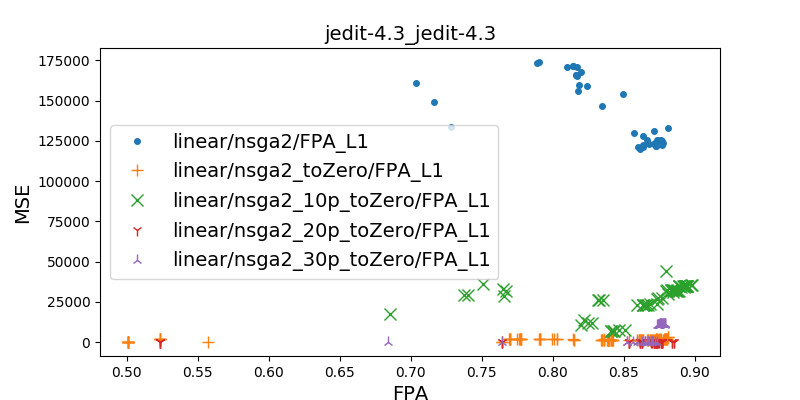 jedit-4.3_jedit-4.3
175000
150000
125000
100000
75000
50000
25000
0
MSE
linear/nsga2/FPA_L1
linear/nsga2_toZero/FPA_L1
linear/nsga2_10p_toZero/FPA_L1
linear/nsga2_20p_toZero/FPA_L1
linear/nsga2_30p_toZero/FPA_L1
0.50 0.55 0.60 0.65 0.70 0.75 0.80 0.85 0.90
FPA